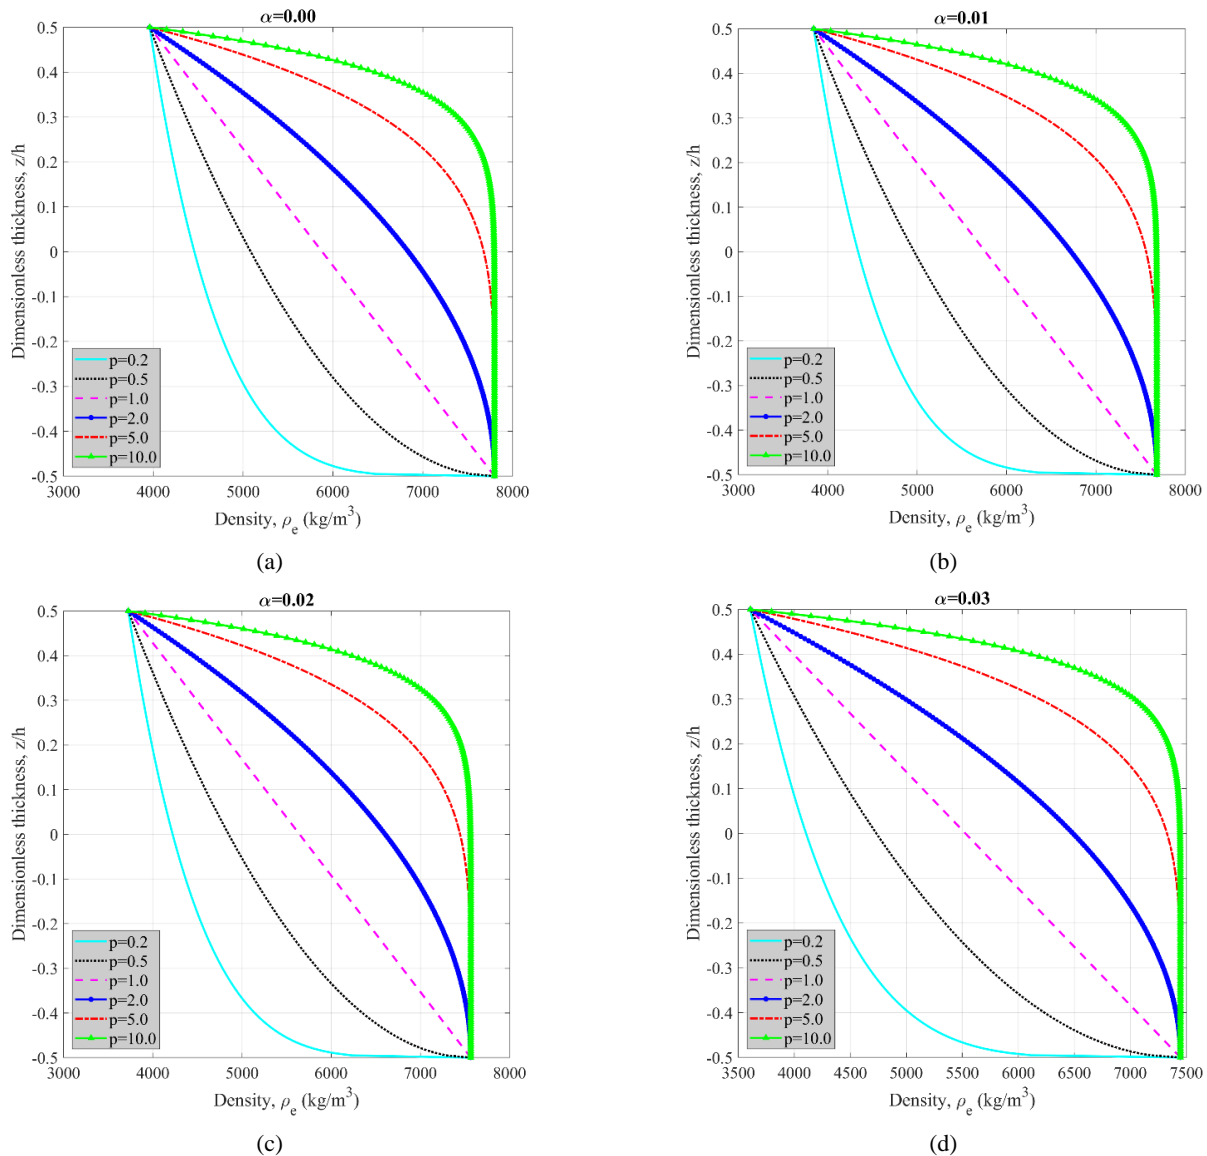 α=0.00
0.5
0.4
0.3
0.2
0.1
0
-0.1
-0.2
-0.3
-0.4
-0.5
Dimensionless thickness, z/h
p=0.2
p=0.5
p=1.0
p=2.0
p=5.0
p=10.0
3000 4000 5000 6000 7000 8000
Density, ρe (kg/m3)
(a)
α=0.01
0.5
0.4
0.3
0.2
0.1
0
-0.1
-0.2
-0.3
-0.4
-0.5
Dimensionless thickness, z/h
p=0.2
p=0.5
p=1.0
p=2.0
p=5.0
p=10.0
3000 4000 5000 6000 7000 8000
Density, ρe (kg/m3)
(b)
α=0.02
0.5
0.4
0.3
0.2
0.1
0
-0.1
-0.2
-0.3
-0.4
-0.5
Dimensionless thickness, z/h
p=0.2
p=0.5
p=1.0
p=2.0
p=5.0
p=10.0
3000 4000 5000 6000 7000 8000
Density, ρe (kg/m3)
(c)
α=0.03
0.5
0.4
0.3
0.2
0.1
0
-0.1
-0.2
-0.3
-0.4
-0.5
Dimensionless thickness, z/h
p=0.2
p=0.5
p=1.0
p=2.0
p=5.0
p=10.0
3500 4000 4500 5000 5500 6000 6500 7000 7500
Density, ρe (kg/m3)
(d)